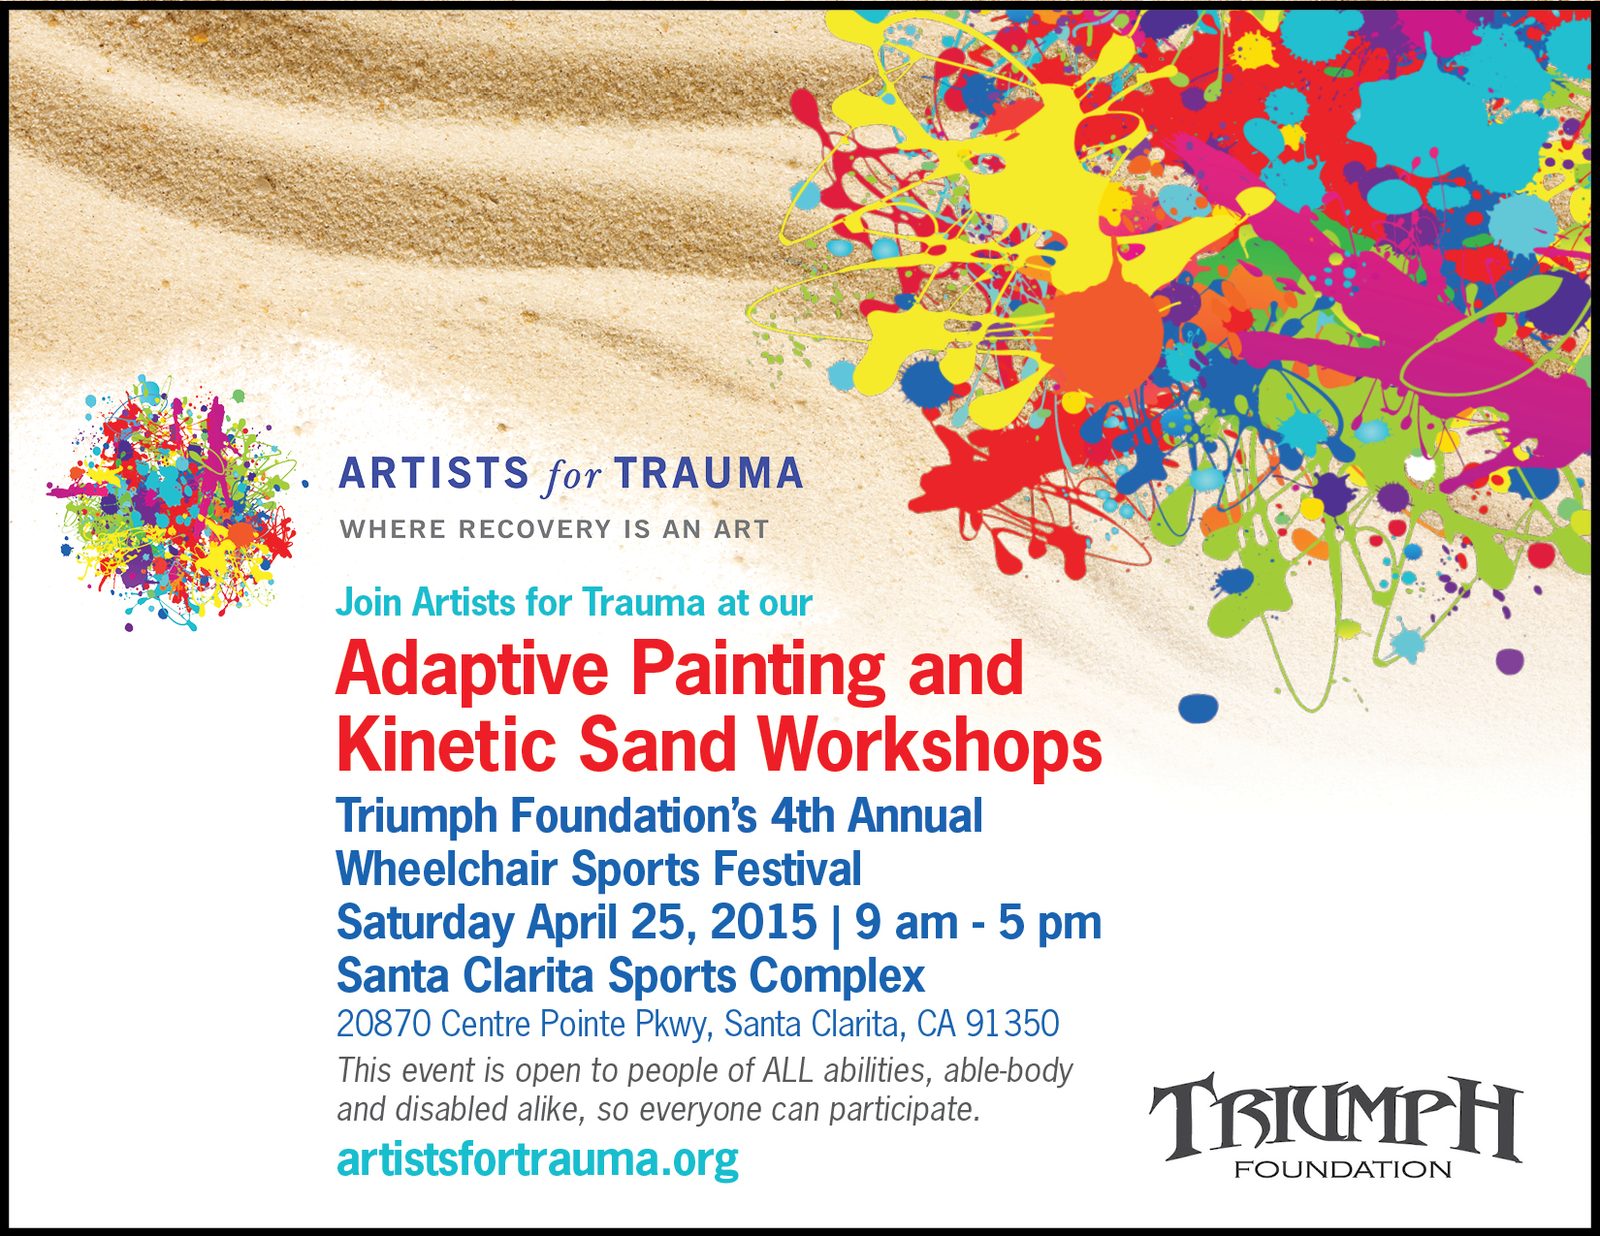 ARTISTS for TRAUMA
WHERE RECOVERY IS AN ART
Join Artists for Trauma at our
Adaptive Painting and
Kinetic Sand Workshops
Triumph Foundation's 4th Annual
Wheelchair Sports Festival
Saturday April 25, 2015 | 9 am - 5 pm
Santa Clarita Sports Complex
20870 Centre Pointe Pkwy, Santa Clarita, CA 91350
This event is open to people of ALL abilities, able-body
and disabled alike, so everyone can participate.
artistsfortrauma.org
TRIUMPH
FOUNDATION